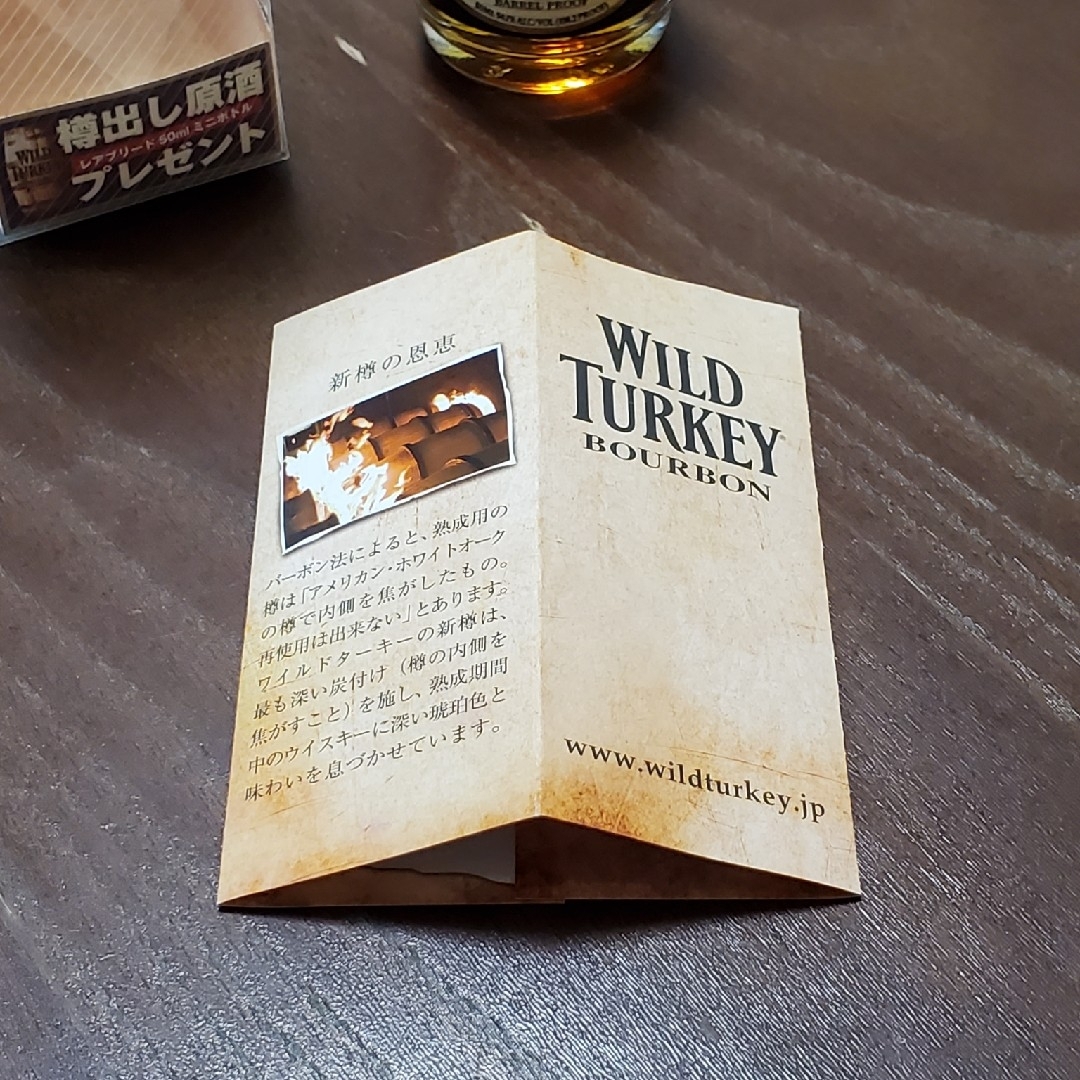 BARREL PROOF
樽出し原酒
レアブリード 50ml ミニボトル
プレゼント
WILD
TURKEY
新樽の恩恵
バーボン法によると、熟成用の
樽は「アメリカン・ホワイトオーク
の樽で内側を焦がしたもの。
再使用は出来ない」とあります。
ワイルドターキーの新樽は、
最も深い炭付け（樽の内側を
焦がすこと）を施し、熟成期間
中のウイスキーに深い琥珀色と
味わいを息づかせています。
WILD
TURKEY
BOURBON
www.wildturkey.jp